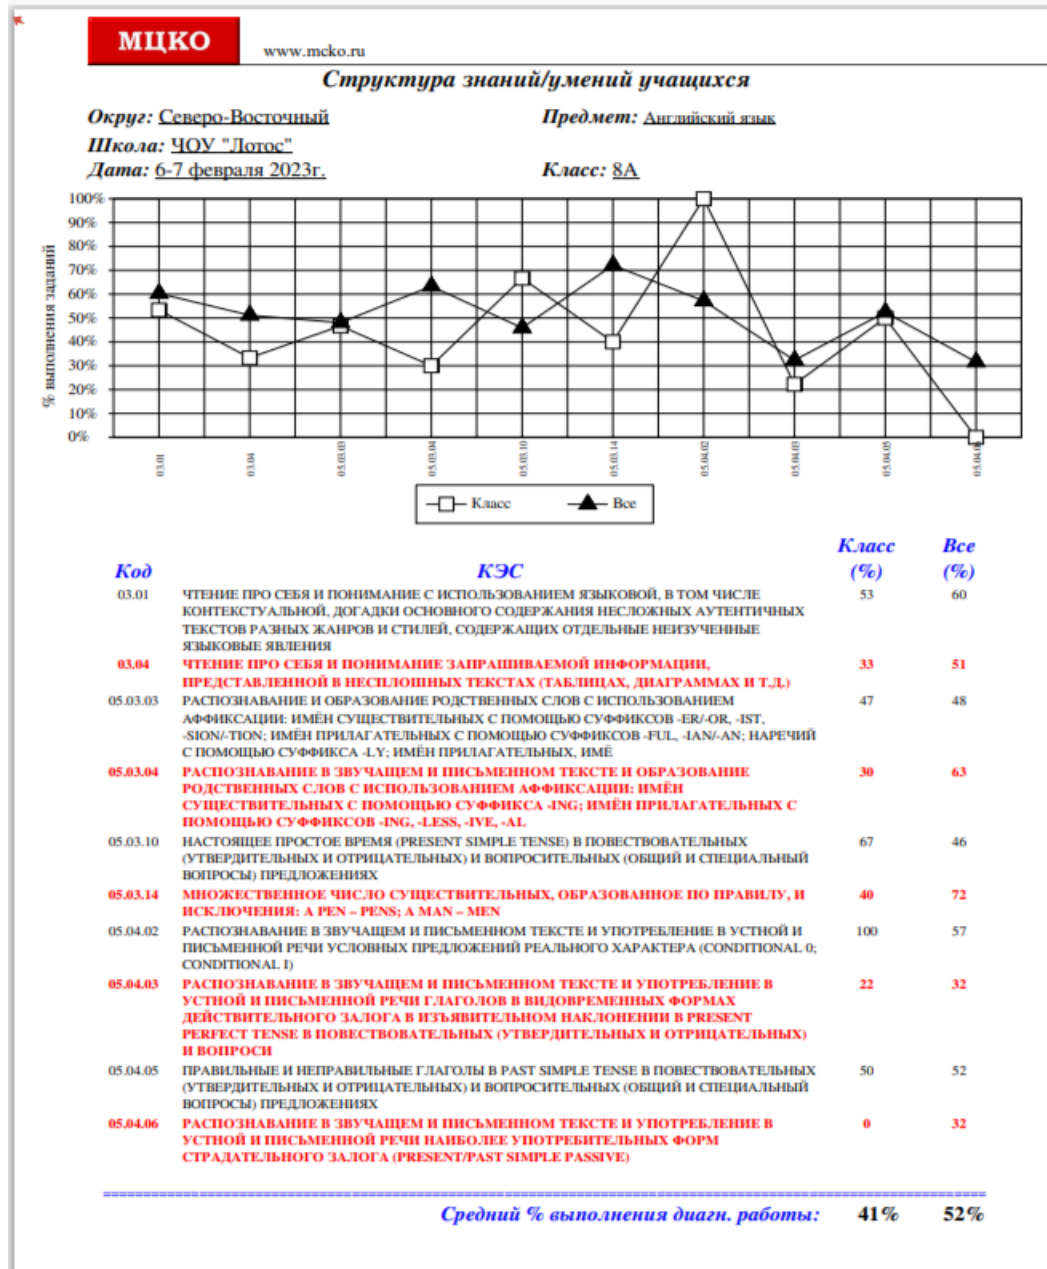 МЦКО
www.mcko.ru
Структура знаний/умений учащихся
Округ: Северо-Восточный Предмет: Английский язык
Школа: ЧОУ "Лотос"
Дата: 6-7 февраля 2023г. Класс: 8А
% выполнения заданий
100%
90%
80%
70%
60%
50%
40%
30%
20%
10%
0%
03.01 03.04 05.03.03 05.03.04 05.03.10 05.03.14 05.04.02 05.04.03 05.04.05 05.04.06
Класс Все
Класс Все
Код КЭС (%) (%)
03.01 ЧТЕНИЕ ПРО СЕБЯ И ПОНИМАНИЕ С ИСПОЛЬЗОВАНИЕМ ЯЗЫКОВОЙ, В ТОМ ЧИСЛЕ 53 60
КОНТЕКСТУАЛЬНОЙ, ДОГАДКИ ОСНОВНОГО СОДЕРЖАНИЯ НЕСЛОЖНЫХ АУТЕНТИЧНЫХ
ТЕКСТОВ РАЗНЫХ ЖАНРОВ И СТИЛЕЙ, СОДЕРЖАЩИХ ОТДЕЛЬНЫЕ НЕИЗУЧЕННЫЕ
ЯЗЫКОВЫЕ ЯВЛЕНИЯ
03.04 ЧТЕНИЕ ПРО СЕБЯ И ПОНИМАНИЕ ЗАПРАШИВАЕМОЙ ИНФОРМАЦИИ, 33 51
ПРЕДСТАВЛЕННОЙ В НЕСПЛОШНЫХ ТЕКСТАХ (ТАБЛИЦАХ, ДИАГРАММАХ И Т.Д.)
05.03.03 РАСПОЗНАВАНИЕ И ОБРАЗОВАНИЕ РОДСТВЕННЫХ СЛОВ С ИСПОЛЬЗОВАНИЕМ 47 48
АФФИКСАЦИИ: ИМЁН СУЩЕСТВИТЕЛЬНЫХ С ПОМОЩЬЮ СУФФИКСОВ -ER/-OR, -IST,
-SION/-TION; ИМЁН ПРИЛАГАТЕЛЬНЫХ С ПОМОЩЬЮ СУФФИКСОВ -FUL, -IAN/-AN; НАРЕЧИЙ
С ПОМОЩЬЮ СУФФИКСА -LY; ИМЁН ПРИЛАГАТЕЛЬНЫХ, ИМЁ
05.03.04 РАСПОЗНАВАНИЕ В ЗВУЧАЩЕМ И ПИСЬМЕННОМ ТЕКСТЕ И ОБРАЗОВАНИЕ 30 63
РОДСТВЕННЫХ СЛОВ С ИСПОЛЬЗОВАНИЕМ АФФИКСАЦИИ: ИМЁН
СУЩЕСТВИТЕЛЬНЫХ С ПОМОЩЬЮ СУФФИКСА -ING; ИМЁН ПРИЛАГАТЕЛЬНЫХ С
ПОМОЩЬЮ СУФФИКСОВ -ING, -LESS, -IVE, -AL
05.03.10 НАСТОЯЩЕЕ ПРОСТОЕ ВРЕМЯ (PRESENT SIMPLE TENSE) В ПОВЕСТВОВАТЕЛЬНЫХ 67 46
(УТВЕРДИТЕЛЬНЫХ И ОТРИЦАТЕЛЬНЫХ) И ВОПРОСИТЕЛЬНЫХ (ОБЩИЙ И СПЕЦИАЛЬНЫЙ
ВОПРОСЫ) ПРЕДЛОЖЕНИЯХ
05.03.14 МНОЖЕСТВЕННОЕ ЧИСЛО СУЩЕСТВИТЕЛЬНЫХ, ОБРАЗОВАННОЕ ПО ПРАВИЛУ, И 40 72
ИСКЛЮЧЕНИЯ: A PEN – PENS; A MAN – MEN
05.04.02 РАСПОЗНАВАНИЕ В ЗВУЧАЩЕМ И ПИСЬМЕННОМ ТЕКСТЕ И УПОТРЕБЛЕНИЕ В УСТНОЙ И 100 57
ПИСЬМЕННОЙ РЕЧИ УСЛОВНЫХ ПРЕДЛОЖЕНИЙ РЕАЛЬНОГО ХАРАКТЕРА (CONDITIONAL 0;
CONDITIONAL I)
05.04.03 РАСПОЗНАВАНИЕ В ЗВУЧАЩЕМ И ПИСЬМЕННОМ ТЕКСТЕ И УПОТРЕБЛЕНИЕ В 22 32
УСТНОЙ И ПИСЬМЕННОЙ РЕЧИ ГЛАГОЛОВ В ВИДОВРЕМЕННЫХ ФОРМАХ
ДЕЙСТВИТЕЛЬНОГО ЗАЛОГА В ИЗЪЯВИТЕЛЬНОМ НАКЛОНЕНИИ В PRESENT
PERFECT TENSE В ПОВЕСТВОВАТЕЛЬНЫХ (УТВЕРДИТЕЛЬНЫХ И ОТРИЦАТЕЛЬНЫХ)
И ВОПРОСИ
05.04.05 ПРАВИЛЬНЫЕ И НЕПРАВИЛЬНЫЕ ГЛАГОЛЫ В PAST SIMPLE TENSE В ПОВЕСТВОВАТЕЛЬНЫХ 50 52
(УТВЕРДИТЕЛЬНЫХ И ОТРИЦАТЕЛЬНЫХ) И ВОПРОСИТЕЛЬНЫХ (ОБЩИЙ И СПЕЦИАЛЬНЫЙ
ВОПРОСЫ) ПРЕДЛОЖЕНИЯХ
05.04.06 РАСПОЗНАВАНИЕ В ЗВУЧАЩЕМ И ПИСЬМЕННОМ ТЕКСТЕ И УПОТРЕБЛЕНИЕ В 0 32
УСТНОЙ И ПИСЬМЕННОЙ РЕЧИ НАИБОЛЕЕ УПОТРЕБИТЕЛЬНЫХ ФОРМ
СТРАДАТЕЛЬНОГО ЗАЛОГА (PRESENT/PAST SIMPLE PASSIVE)
Средний % выполнения диагн. работы: 41% 52%